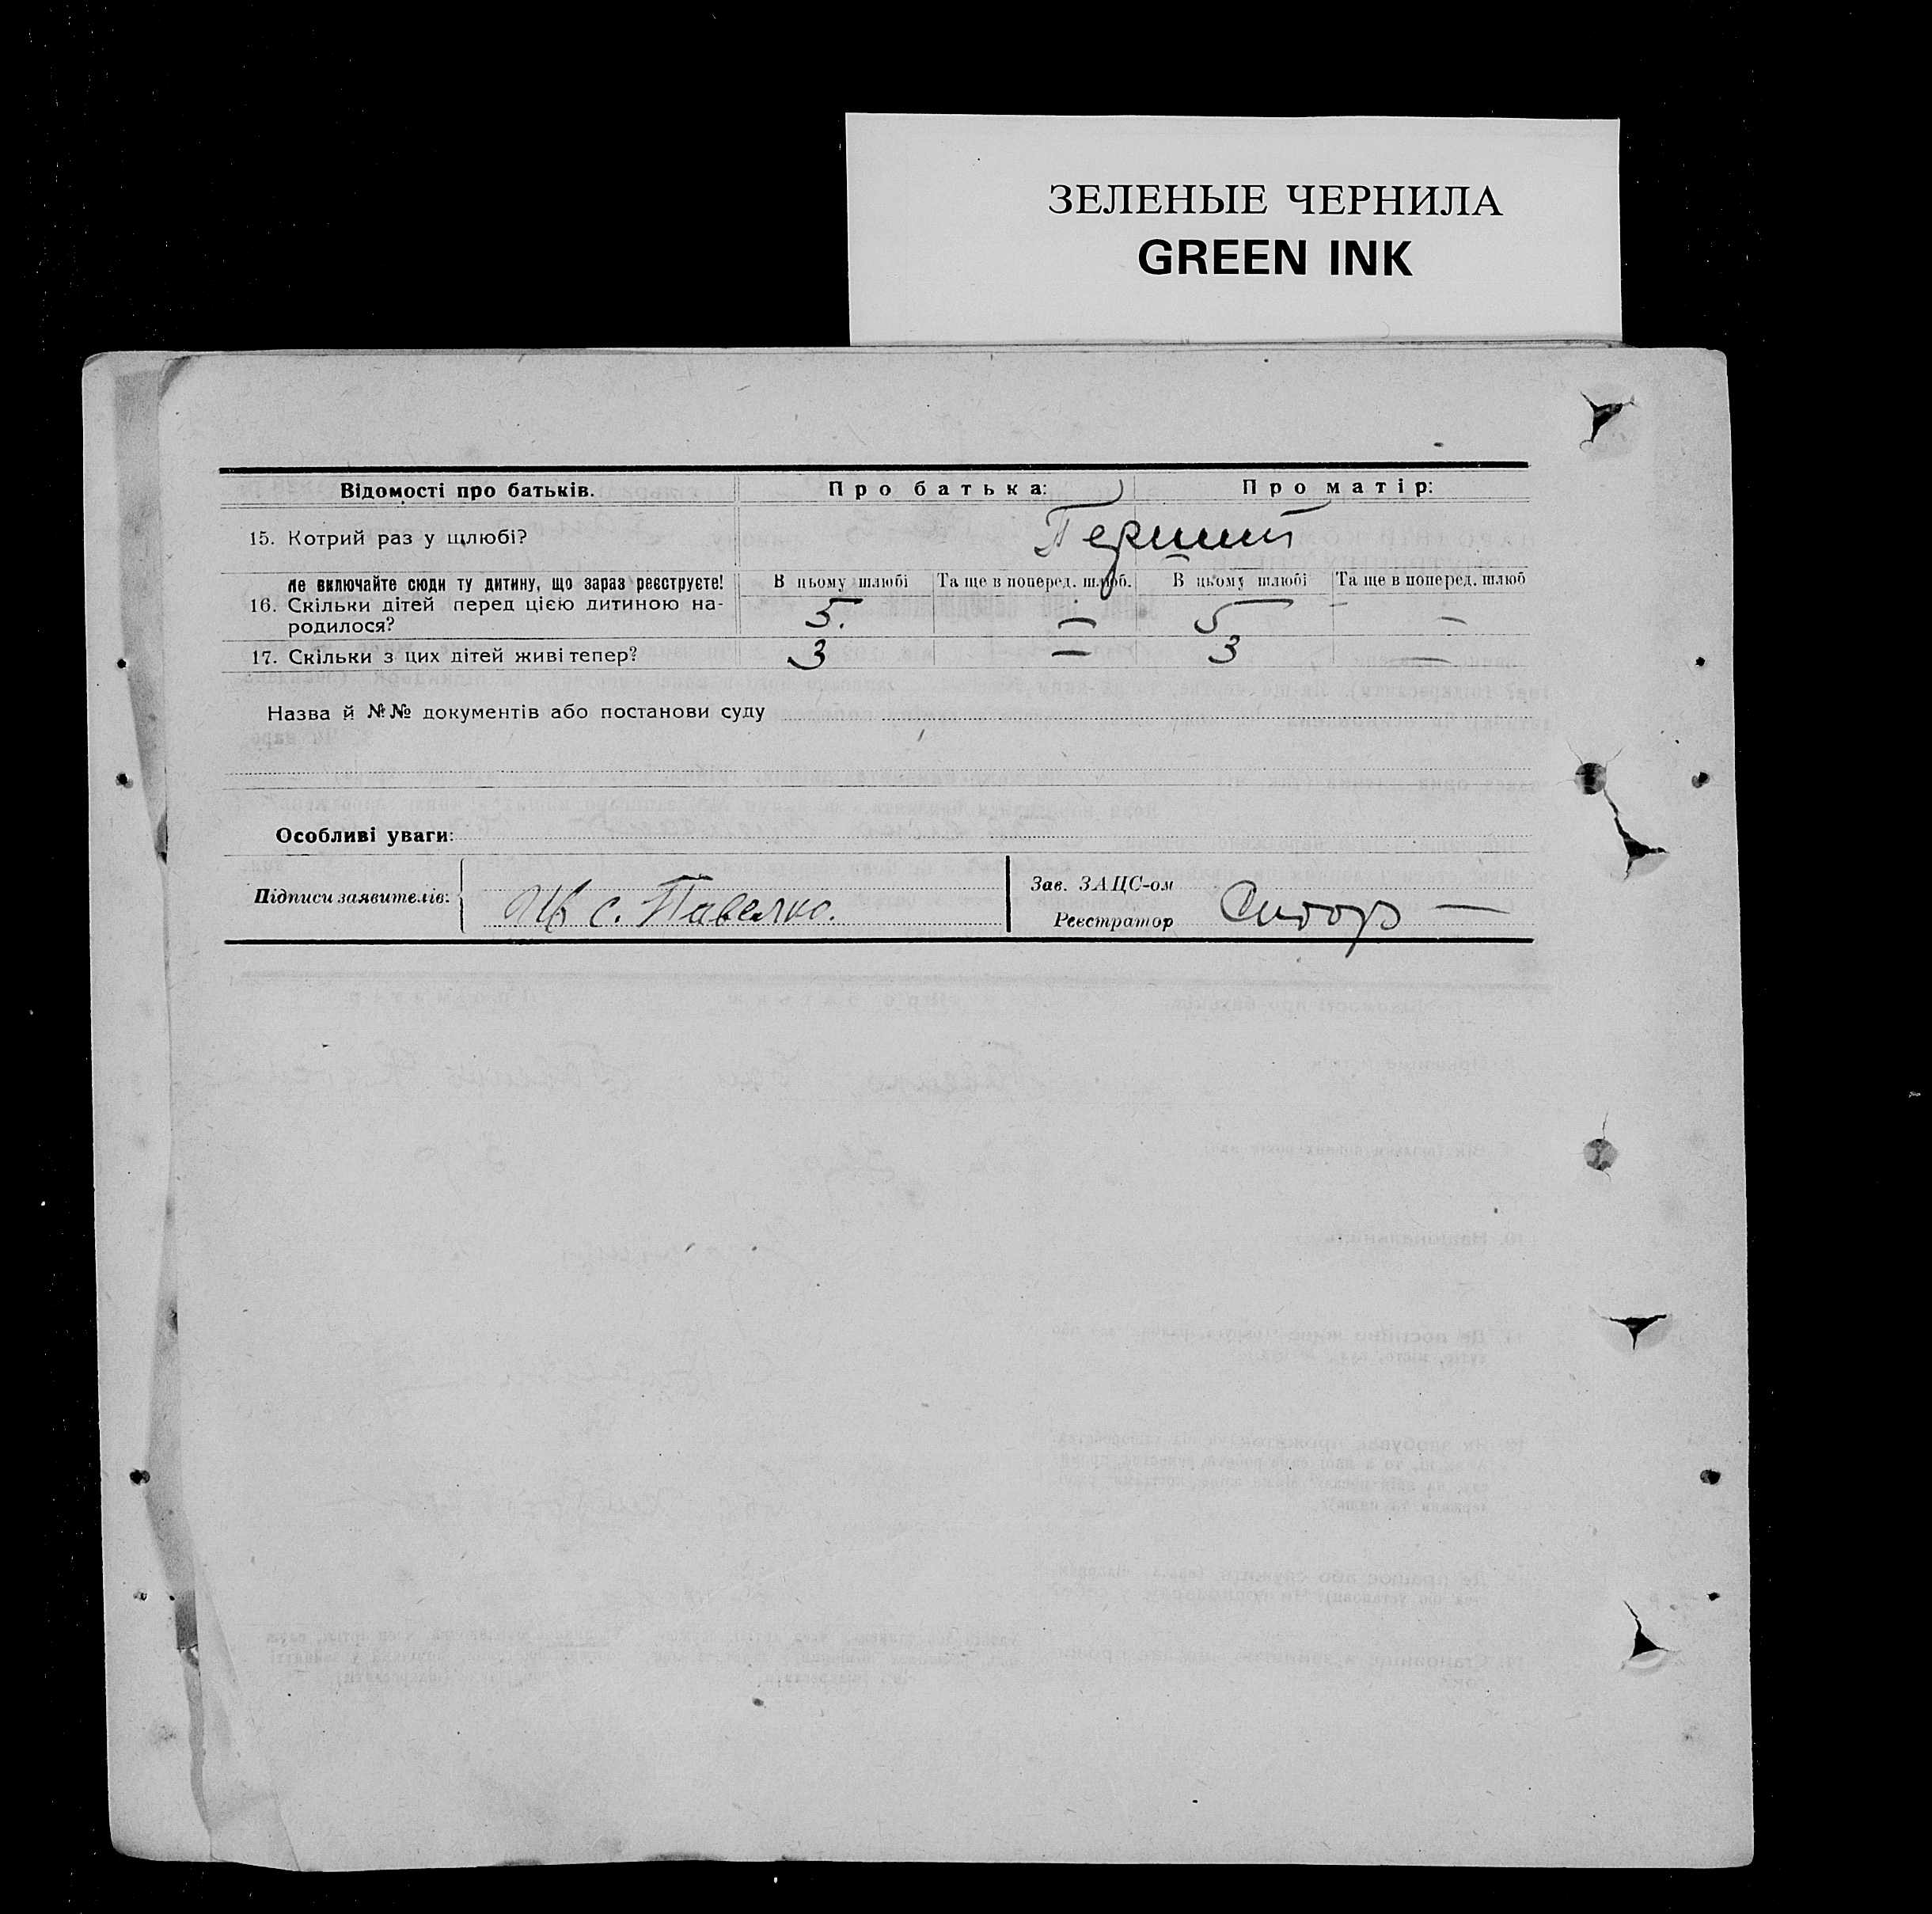 ЗЕЛЕНЫЕ ЧЕРНИЛА
GREEN INK
Відомості про батьків. Про батька: Про матір:
15. Котрий раз у щлюбі? Перший
Не включайте сюди ту дитину, що зараз реєструєте! В цьому шлюбі Та ще в поперед. шлюб. В цьому шлюбі Та ще в поперед. шлюб
16. Скільки дітей перед цією дитиною на-
родилося? 5. — 5 —
17. Скільки з цих дітей живі тепер? 3 — 3 —
Назва й №№ документів або постанови суду
Особливі уваги:
Підписи заявителів: с. Павелко.
Зав. ЗАЦС-ом
Реєстратор